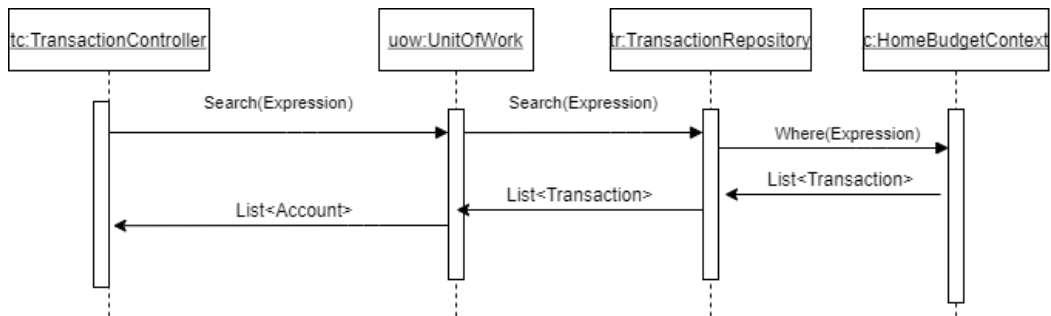 tc:TransactionController
uow:UnitOfWork
tr:TransactionRepository
c:HomeBudgetContext
Search(Expression)
Search(Expression)
Where(Expression)
List<Transaction>
List<Transaction>
List<Account>